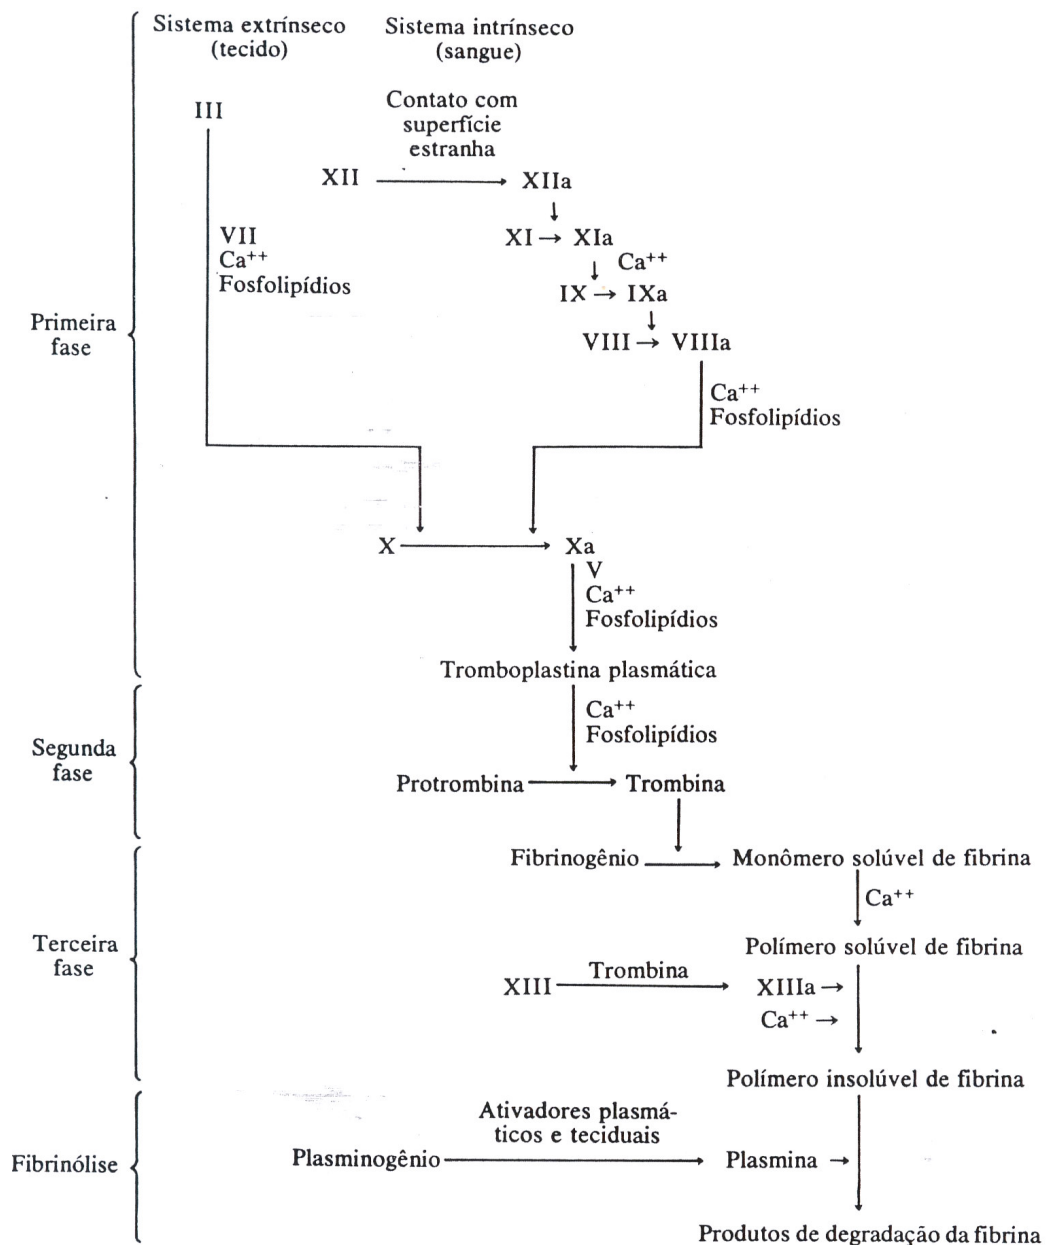 Sistema extrínseco
(tecido)
Sistema intrínseco
(sangue)
III
Contato com
superfície
estranha
XII
XIIa
XI → XIa
VII
Ca++
Fosfolipídios
Ca++
IX → IXa
Primeira
fase
VIII → VIIIa
Ca++
Fosfolipídios
X
Xa
V
Ca++
Fosfolipídios
Tromboplastina plasmática
Ca++
Fosfolipídios
Segunda
fase
Protrombina
Trombina
Fibrinogênio
Monômero solúvel de fibrina
Ca++
Terceira
fase
Polímero solúvel de fibrina
XIII
Trombina
XIIIa →
Ca++ →
Polímero insolúvel de fibrina
Fibrinólise
Ativadores plasmá-
ticos e teciduais
Plasminogênio
Plasmina →
Produtos de degradação da fibrina